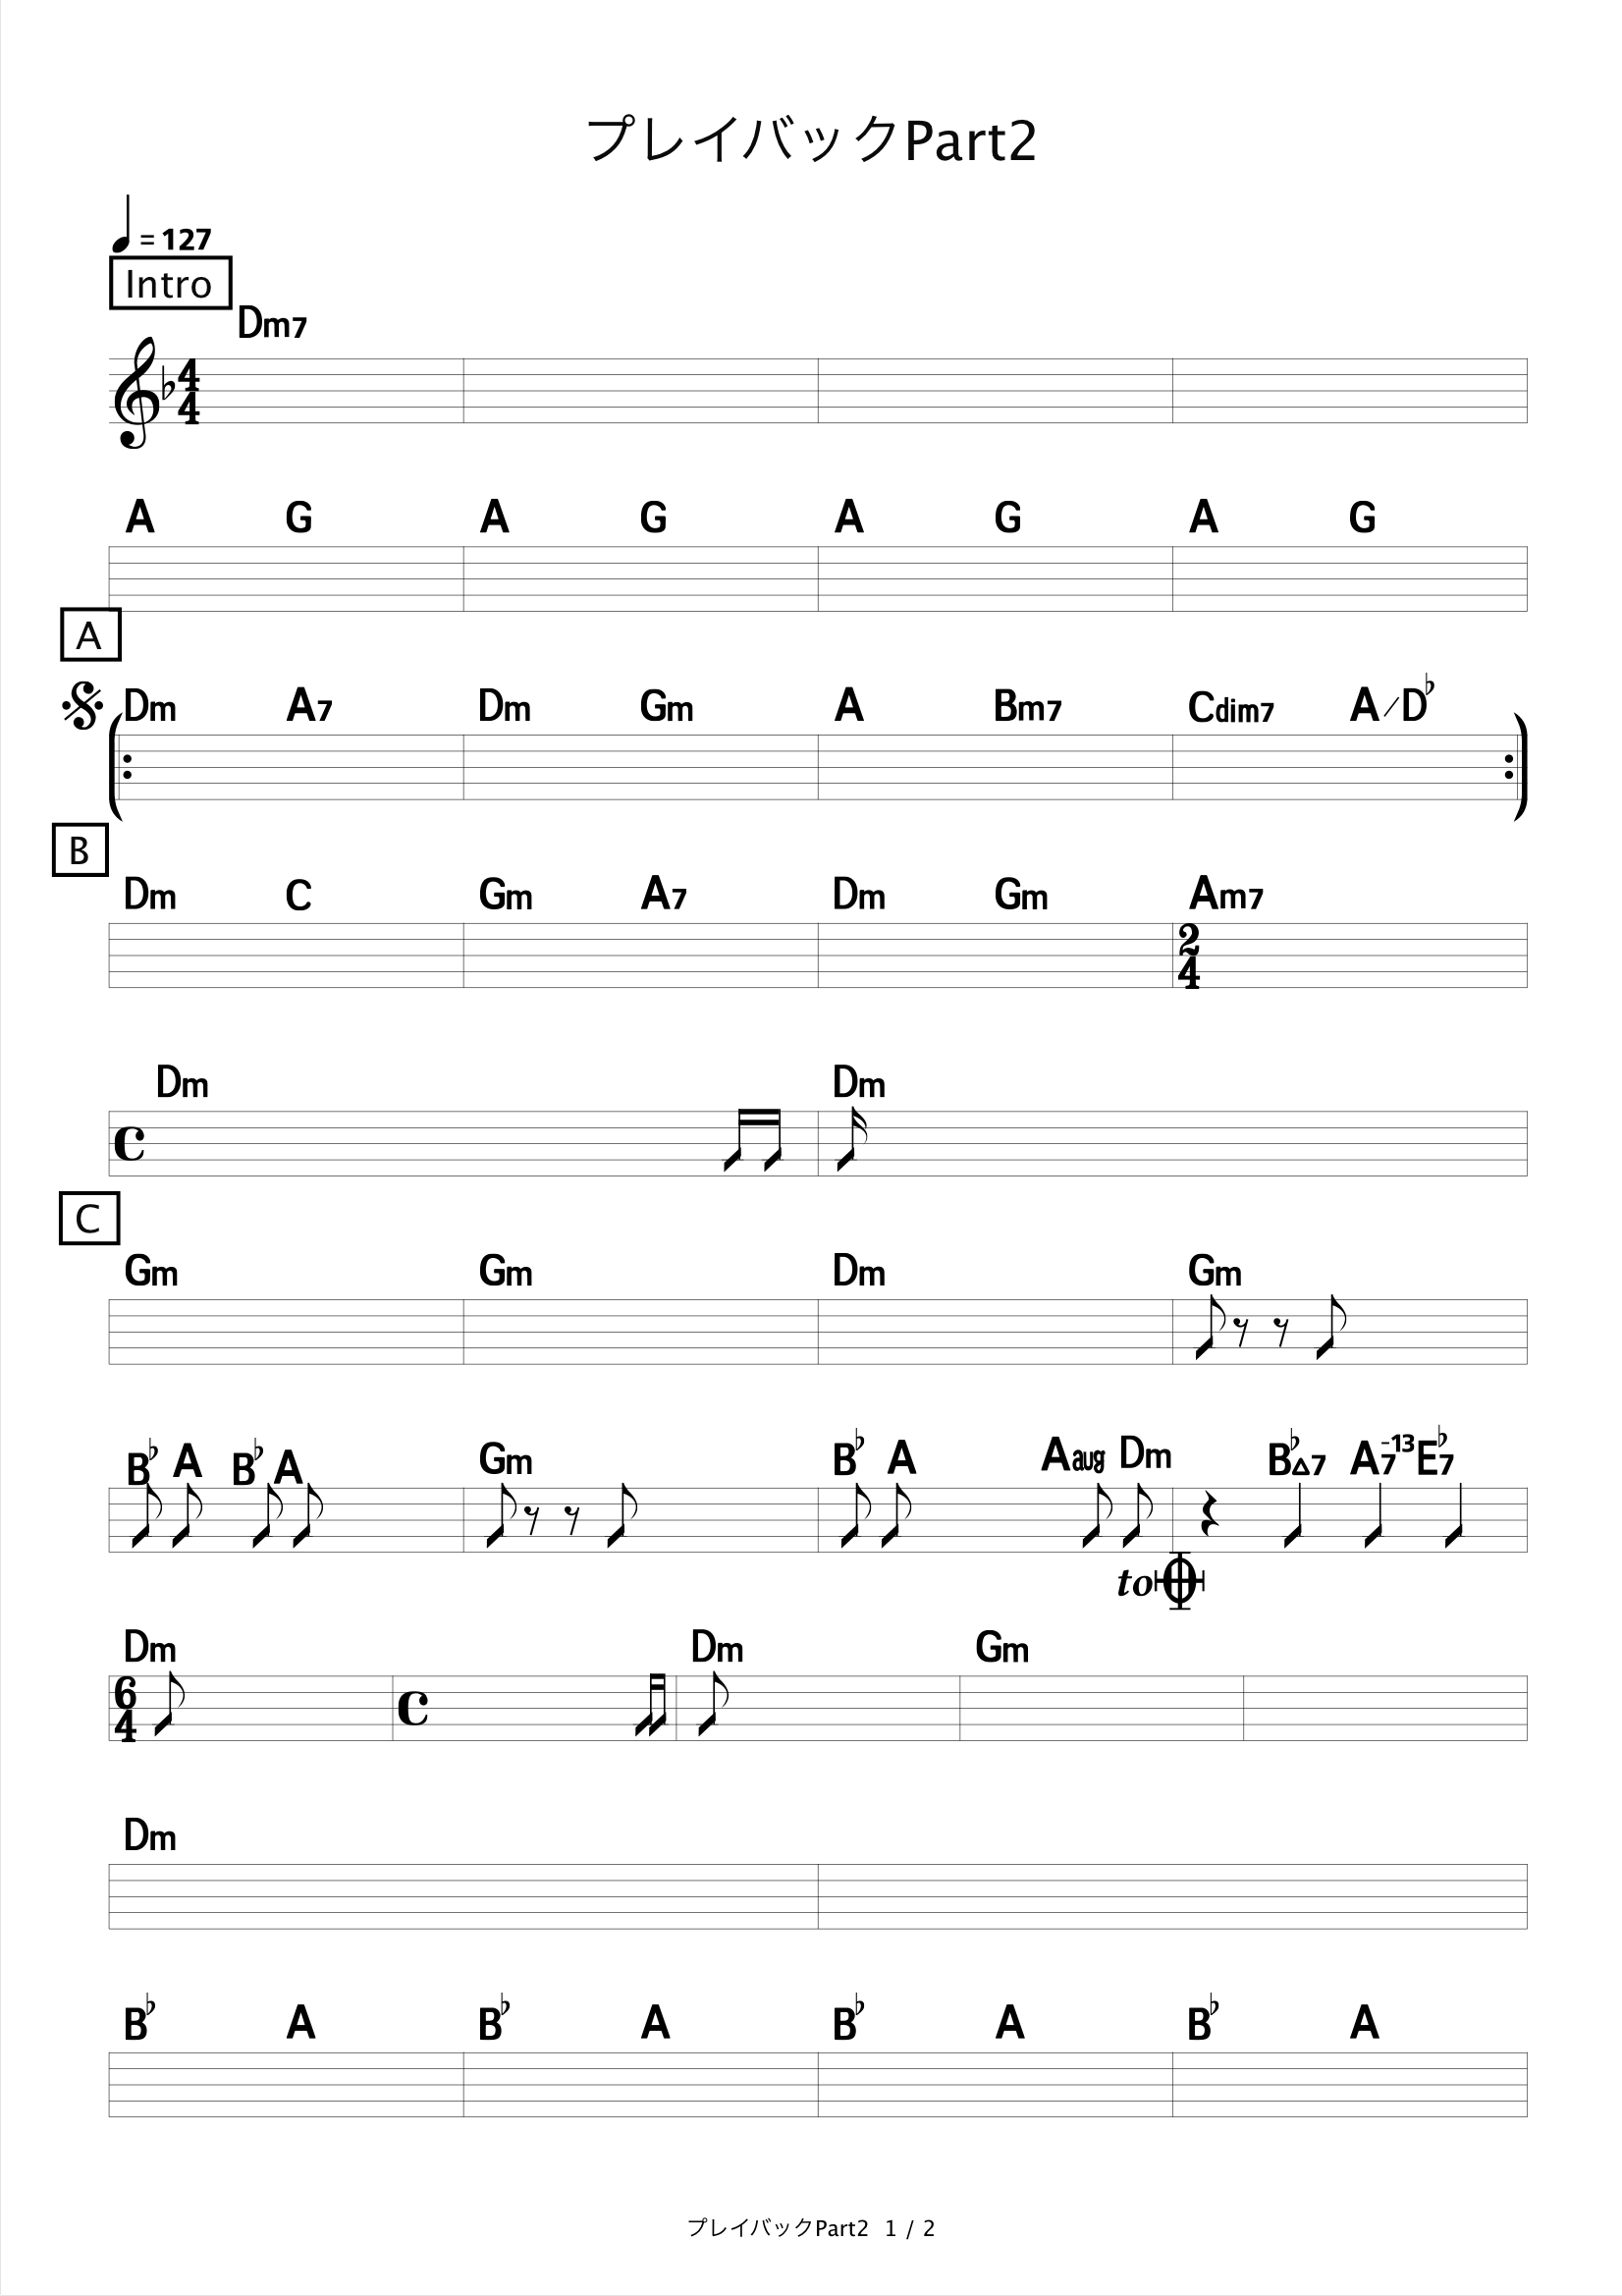 プレイバックPart2
= 127
Intro
Dm7
4
4
A G A G A G A G
A
Dm A7 Dm Gm A Bm7 Cdim7 A/D♭
B
Dm C Gm A7 Dm Gm Am7
2
4
Dm Dm
C
Gm Gm Dm Gm
B♭ A B♭ A Gm B♭ A Aaug Dm B♭△7 A7-13 E♭7
to
Dm Dm Gm
6
4
Dm
B♭ A B♭ A B♭ A B♭ A
プレイバックPart2 1 / 2